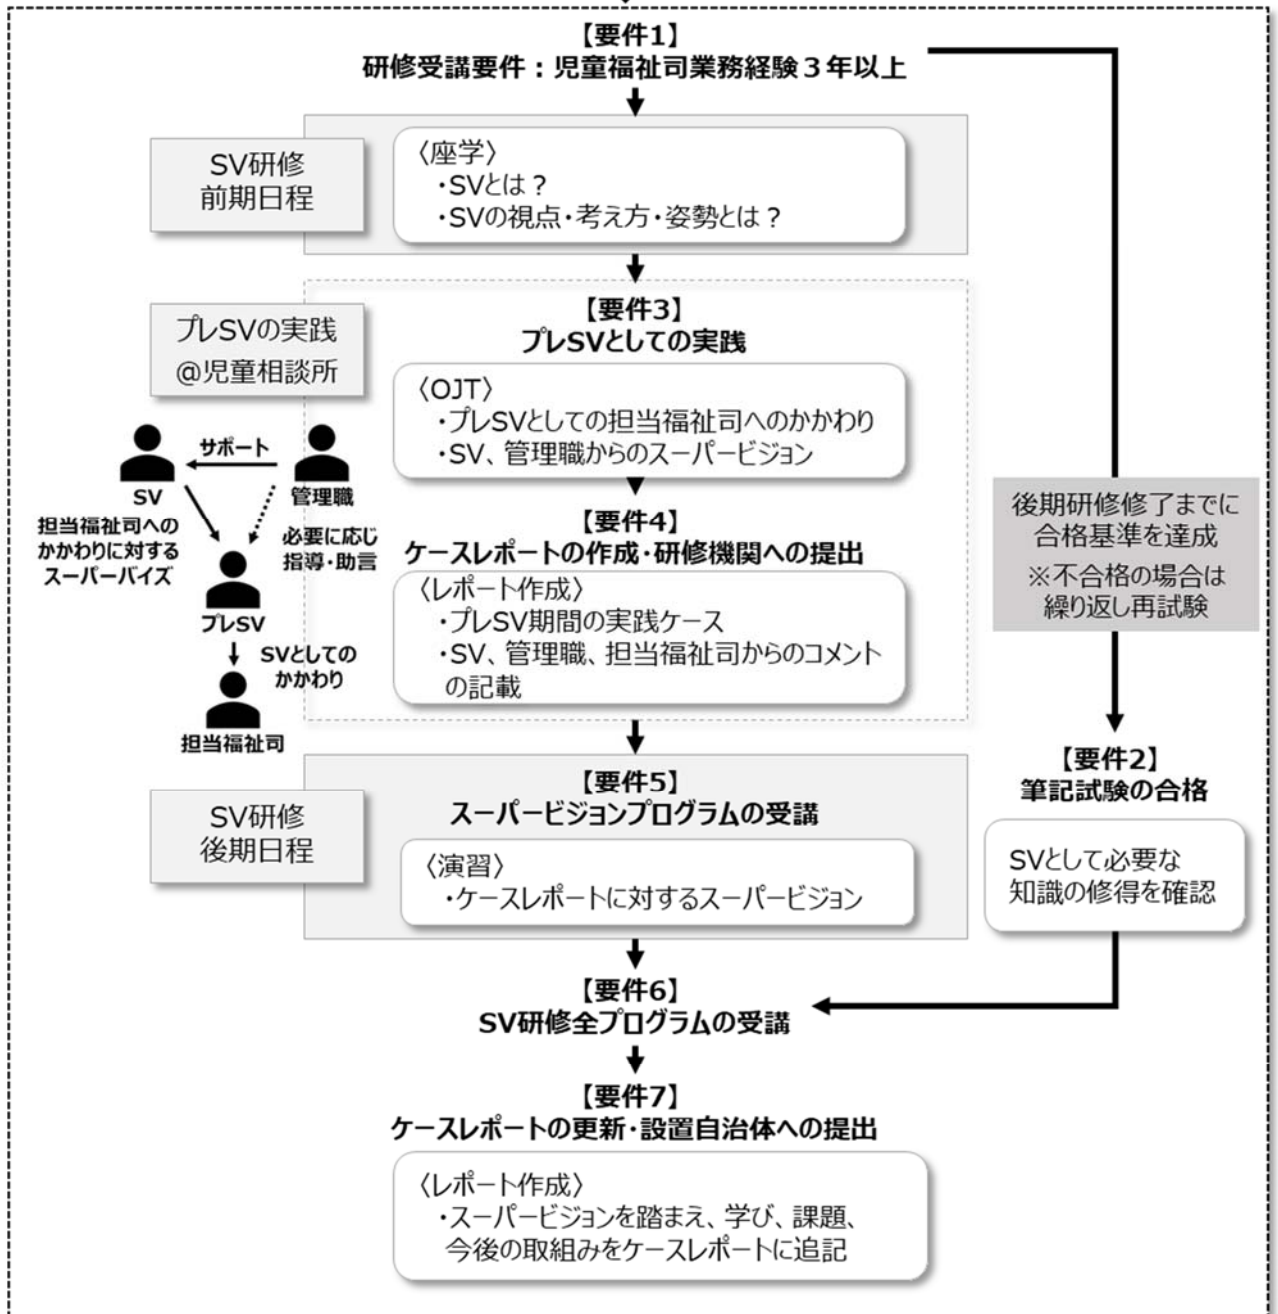 【要件1】
研修受講要件：児童福祉司業務経験３年以上
SV研修
前期日程
〈座学〉
・SVとは？
・SVの視点・考え方・姿勢とは？
プレSVの実践
@児童相談所
【要件3】
プレSVとしての実践
〈OJT〉
・プレSVとしての担当福祉司へのかかわり
・SV、管理職からのスーパービジョン
サポート
SV
管理職
担当福祉司への
かかわりに対する
スーパーバイズ
必要に応じ
指導・助言
プレSV
SVとしての
かかわり
担当福祉司
【要件4】
ケースレポートの作成・研修機関への提出
〈レポート作成〉
・プレSV期間の実践ケース
・SV、管理職、担当福祉司からのコメント
の記載
後期研修修了までに
合格基準を達成
※不合格の場合は
繰り返し再試験
【要件2】
筆記試験の合格
SVとして必要な
知識の修得を確認
SV研修
後期日程
【要件5】
スーパービジョンプログラムの受講
〈演習〉
・ケースレポートに対するスーパービジョン
【要件6】
SV研修全プログラムの受講
【要件7】
ケースレポートの更新・設置自治体への提出
〈レポート作成〉
・スーパービジョンを踏まえ、学び、課題、
今後の取組みをケースレポートに追記